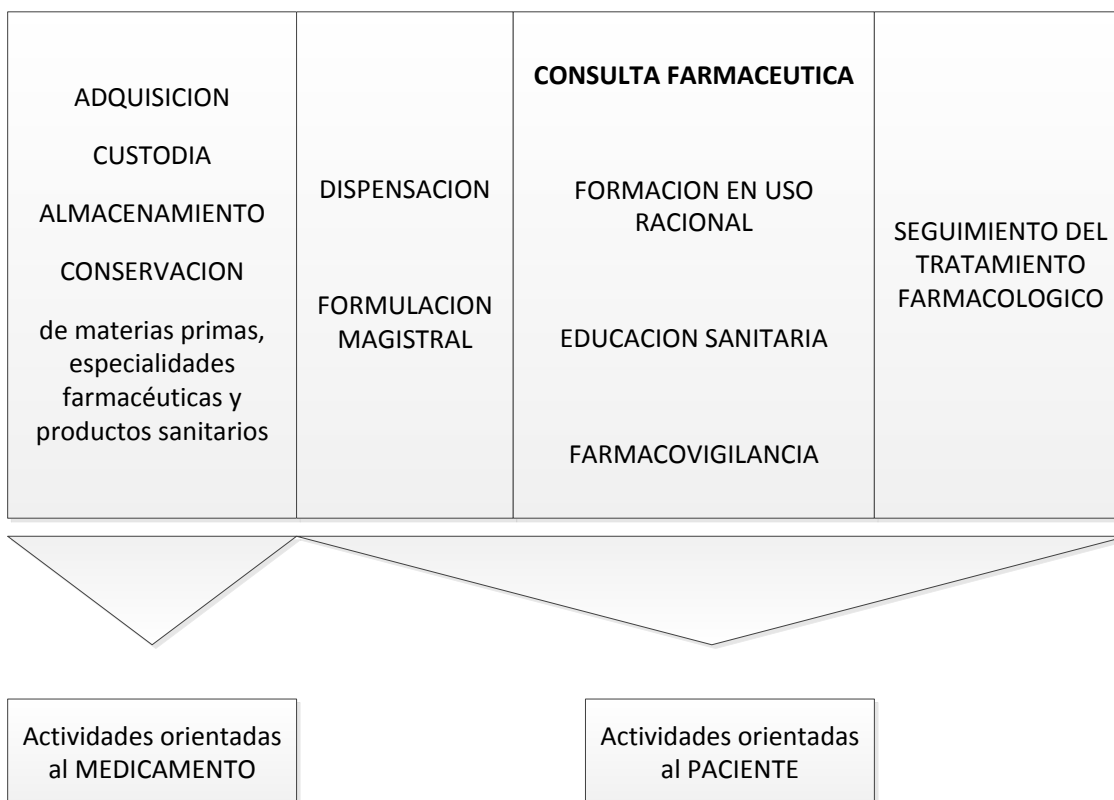 ADQUISICION
CUSTODIA
ALMACENAMIENTO
CONSERVACION
de materias primas,
especialidades
farmacéuticas y
productos sanitarios
DISPENSACION
FORMULACION
MAGISTRAL
CONSULTA FARMACEUTICA
FORMACION EN USO
RACIONAL
EDUCACION SANITARIA
FARMACOVIGILANCIA
SEGUIMIENTO DEL
TRATAMIENTO
FARMACOLOGICO
Actividades orientadas
al MEDICAMENTO
Actividades orientadas
al PACIENTE